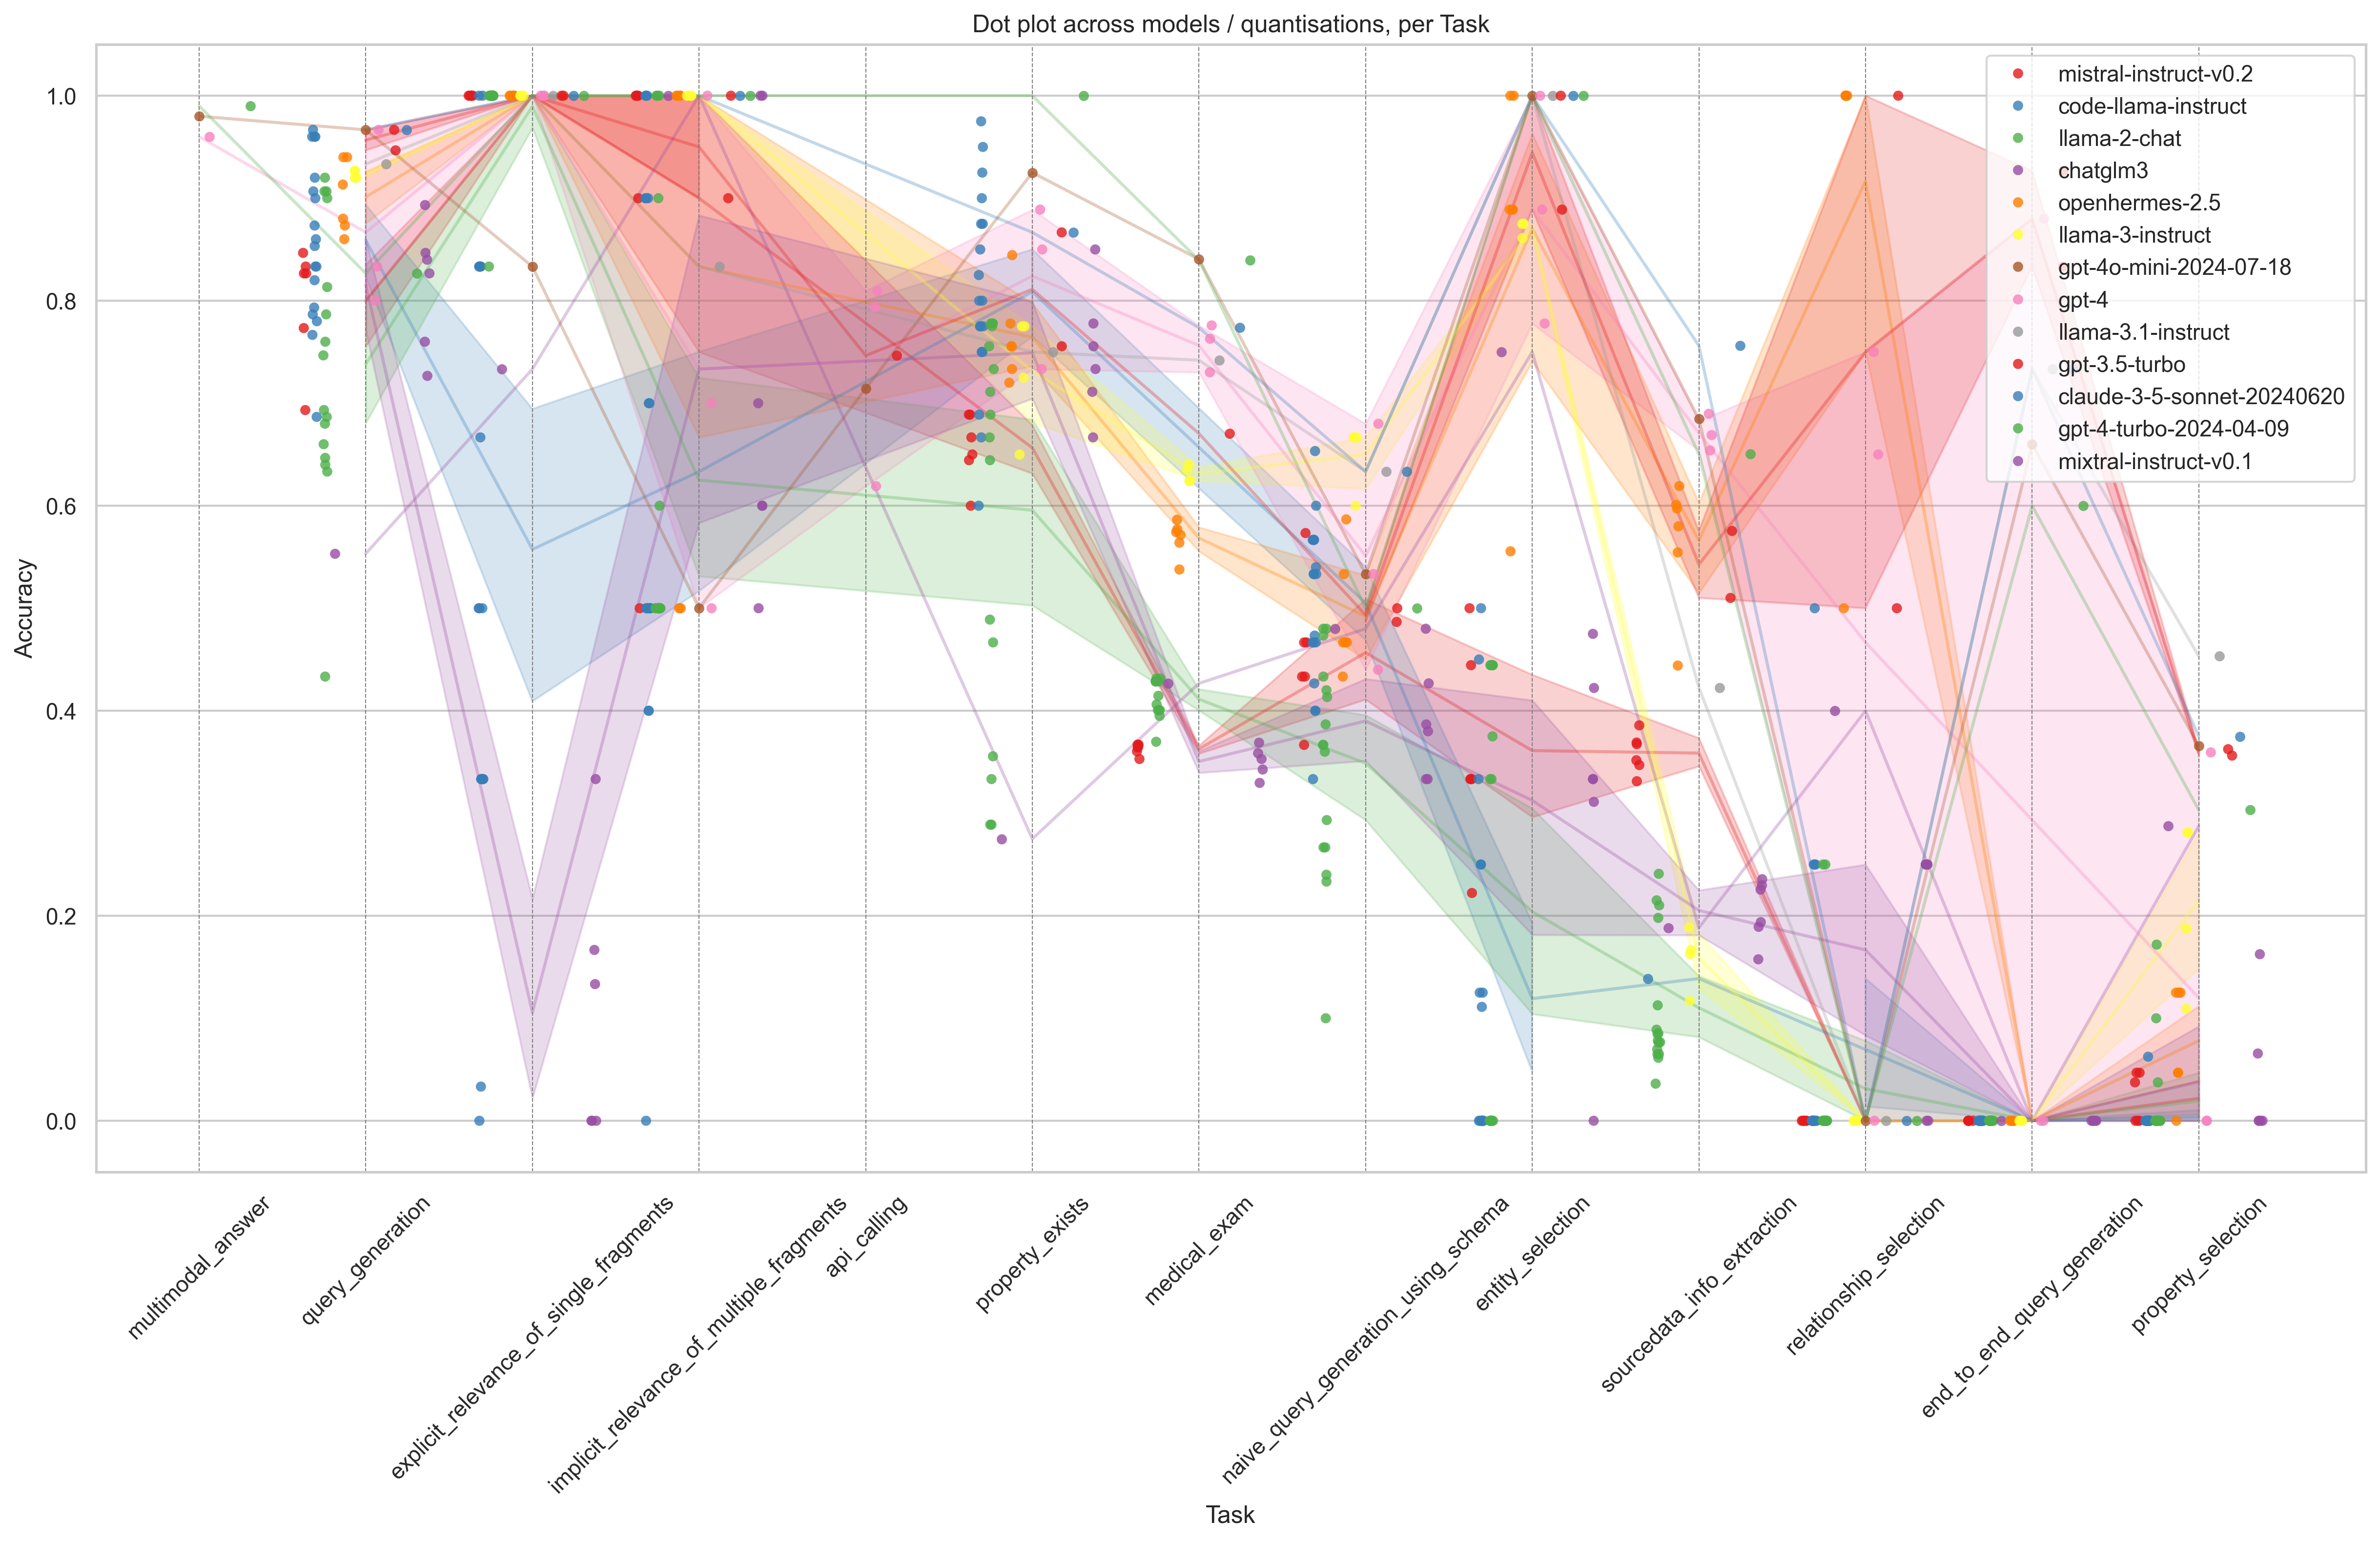 Dot plot across models / quantisations, per Task
Accuracy
1.0
0.8
0.6
0.4
0.2
0.0
mistral-instruct-v0.2
code-llama-instruct
llama-2-chat
chatglm3
openhermes-2.5
llama-3-instruct
gpt-4o-mini-2024-07-18
gpt-4
llama-3.1-instruct
gpt-3.5-turbo
claude-3-5-sonnet-20240620
gpt-4-turbo-2024-04-09
mixtral-instruct-v0.1
multimodal_answer
query_generation
explicit_relevance_of_single_fragments
implicit_relevance_of_multiple_fragments
api_calling
property_exists
medical_exam
naive_query_generation_using_schema
entity_selection
sourcedata_info_extraction
relationship_selection
end_to_end_query_generation
property_selection
Task